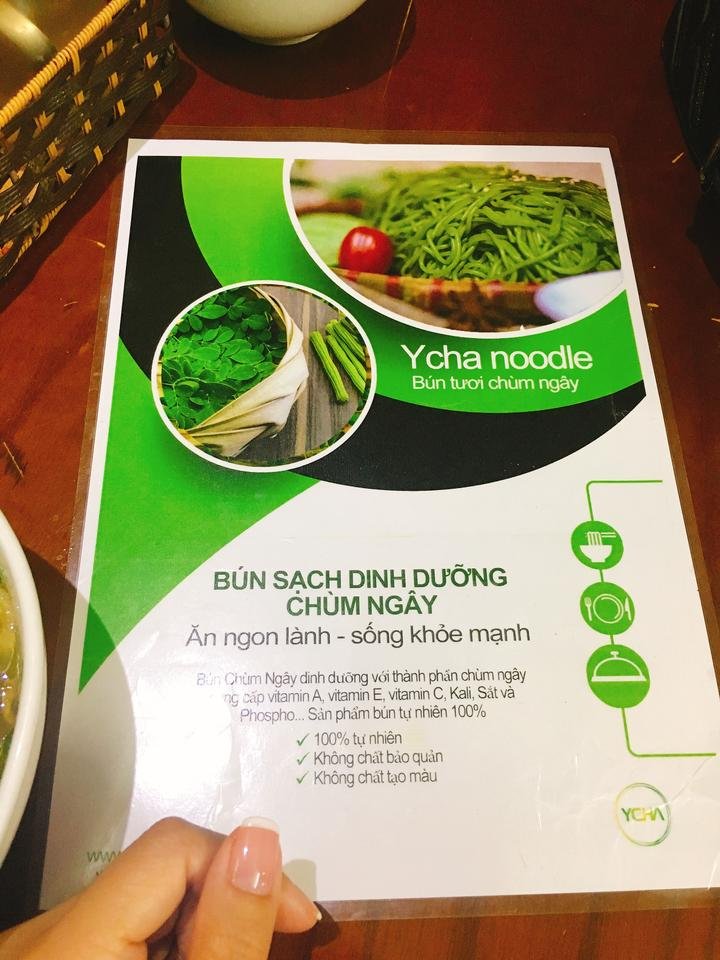 Ycha noodle
Bún tươi chùm ngây
BÚN SẠCH DINH DƯỠNG
CHÙM NGÂY
Ăn ngon lành - sống khỏe mạnh
Bún Chùm Ngây dinh dưỡng với thành phần chùm ngây
cấp vitamin A, vitamin E, vitamin C, Kali, Sắt và
Phospho... Sản phẩm bún tự nhiên 100%
✓ 100% tự nhiên
✓ Không chất bảo quản
✓ Không chất tạo màu
YCHA
www